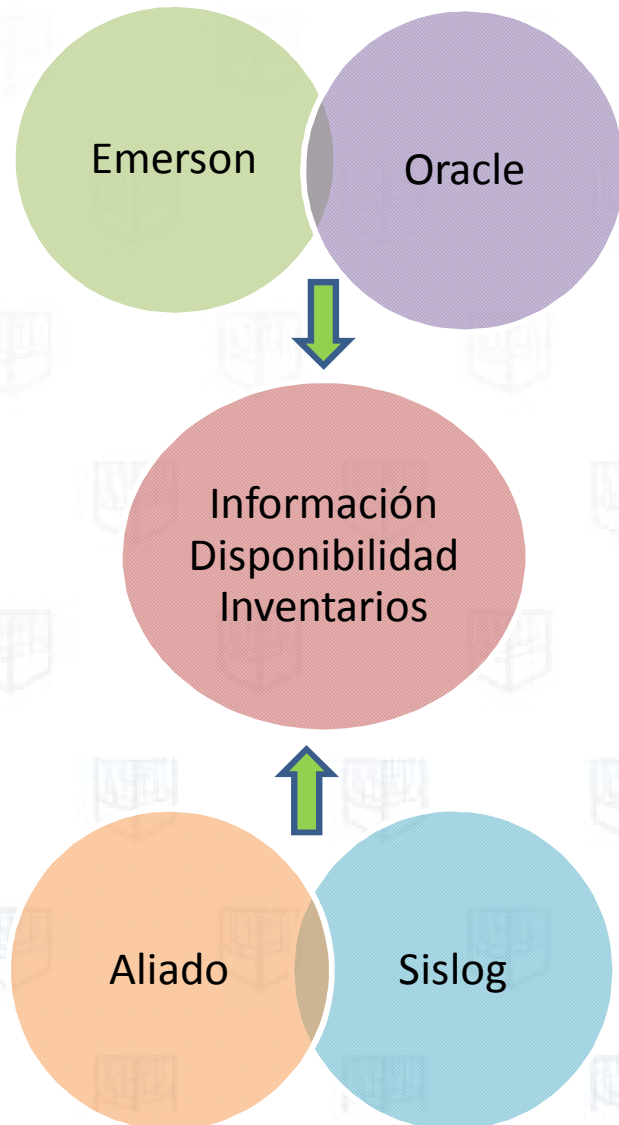 Emerson
Oracle
Información
Disponibilidad
Inventarios
Aliado
Sislog